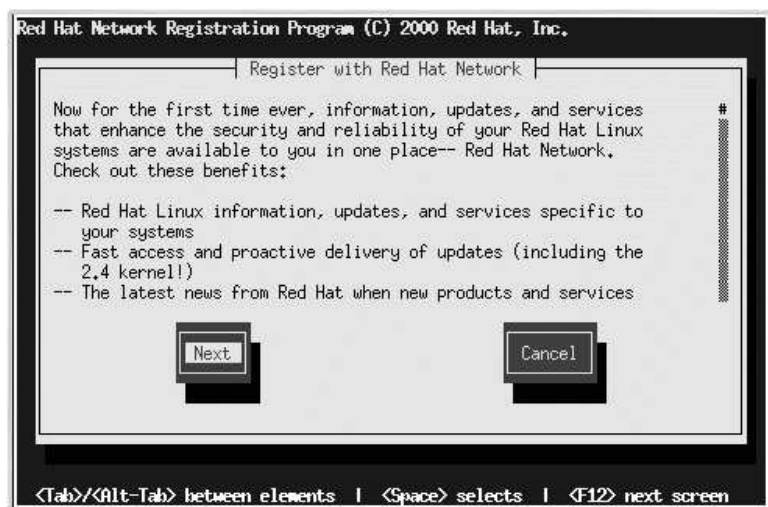 Red Hat Network Registration Program (C) 2000 Red Hat, Inc.
Register with Red Hat Network
Now for the first time ever, information, updates, and services
that enhance the security and reliability of your Red Hat Linux
systems are available to you in one place-- Red Hat Network.
Check out these benefits:
-- Red Hat Linux information, updates, and services specific to
your systems
-- Fast access and proactive delivery of updates (including the
2.4 kernel!)
-- The latest news from Red Hat when new products and services
#
Next
Cancel
<Tab>/<Alt-Tab> between elements | <Space> selects | <F12> next screen